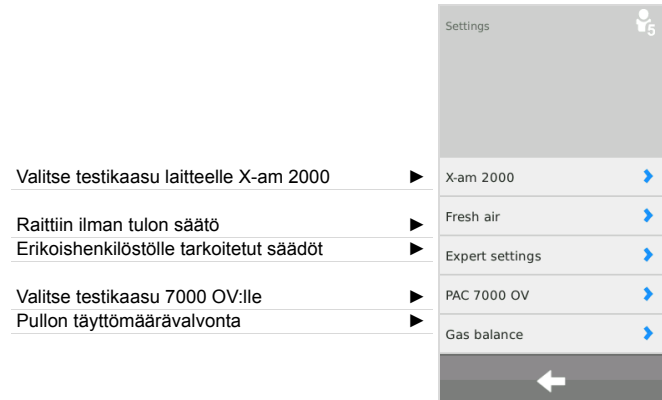 Settings
5
Valitse testikaasu laitteelle X-am 2000 ► X-am 2000
Raittiin ilman tulon säätö ► Fresh air
Erikoishenkilöstölle tarkoitetut säädöt ► Expert settings
Valitse testikaasu 7000 OV:lle ► PAC 7000 OV
Pullon täyttömäärävalvonta ► Gas balance